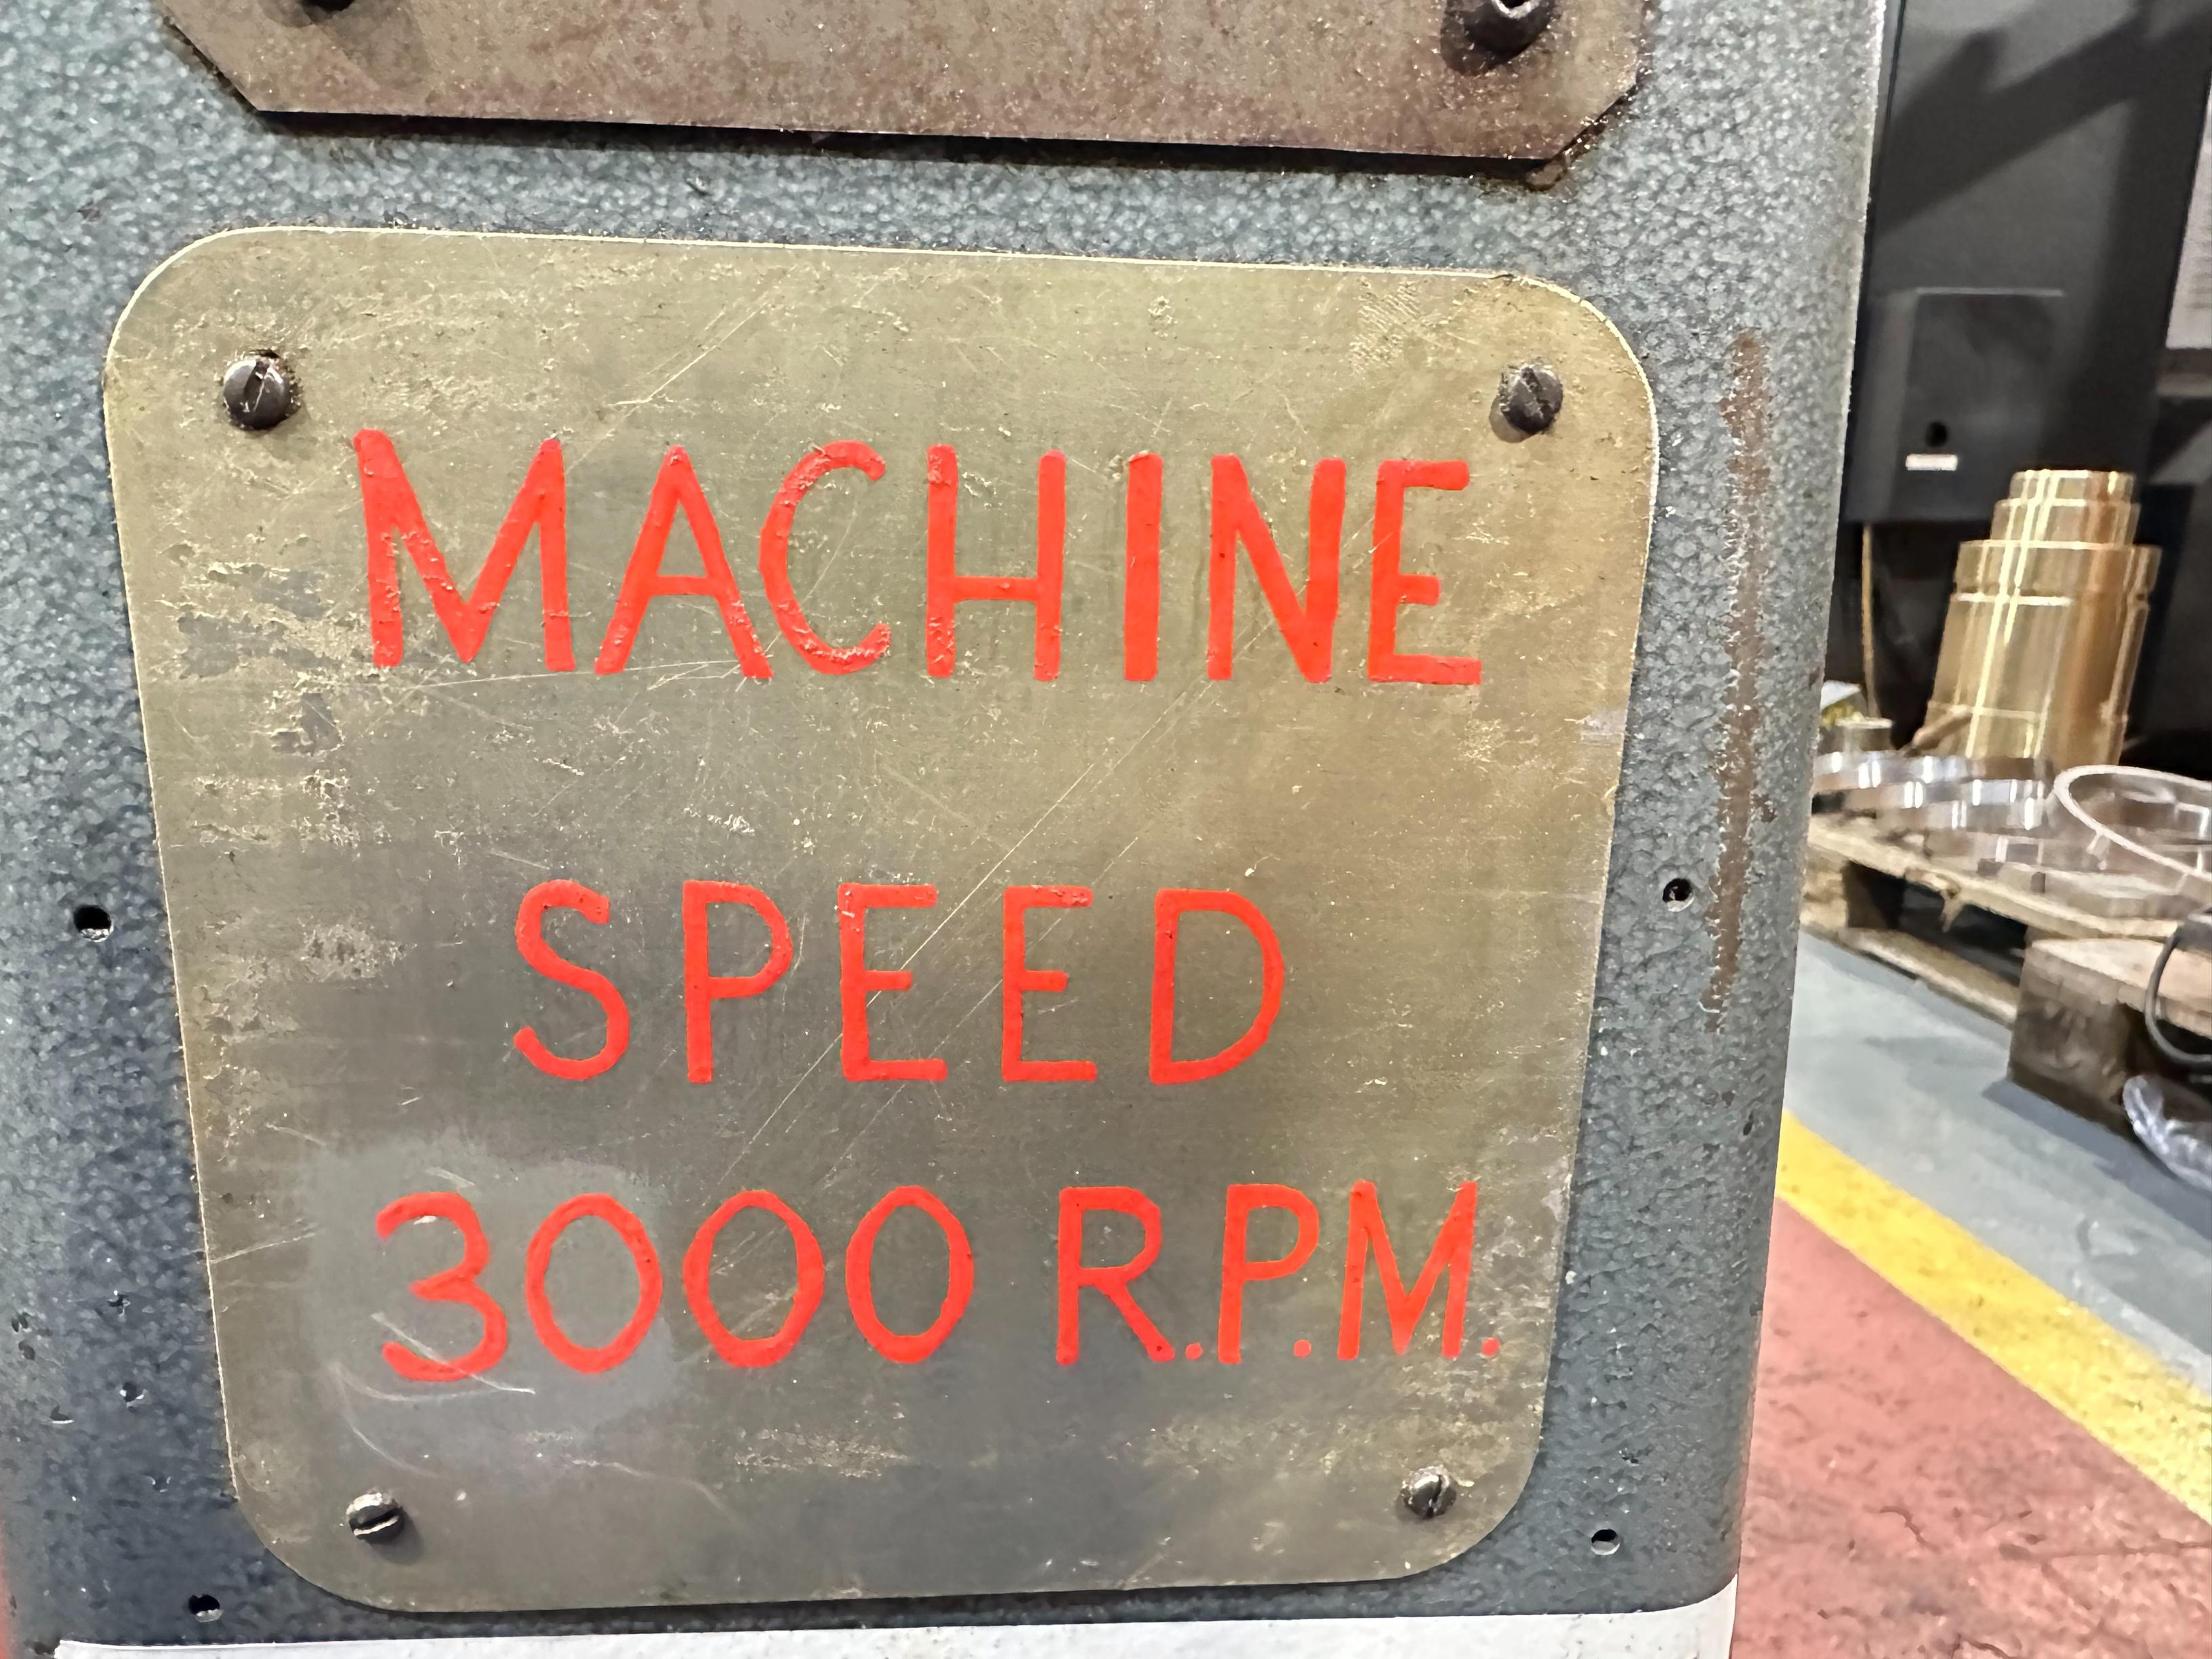 MACHINE
SPEED
3000 R.P.M.